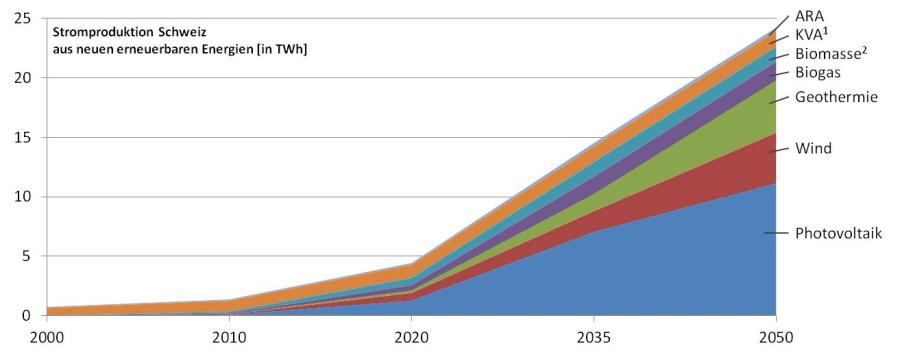 Stromproduktion Schweiz
aus neuen erneuerbaren Energien [in TWh]
25
20
15
10
5
0
2000
2010
2020
2035
2050
ARA
KVA¹
Biomasse²
Biogas
Geothermie
Wind
Photovoltaik